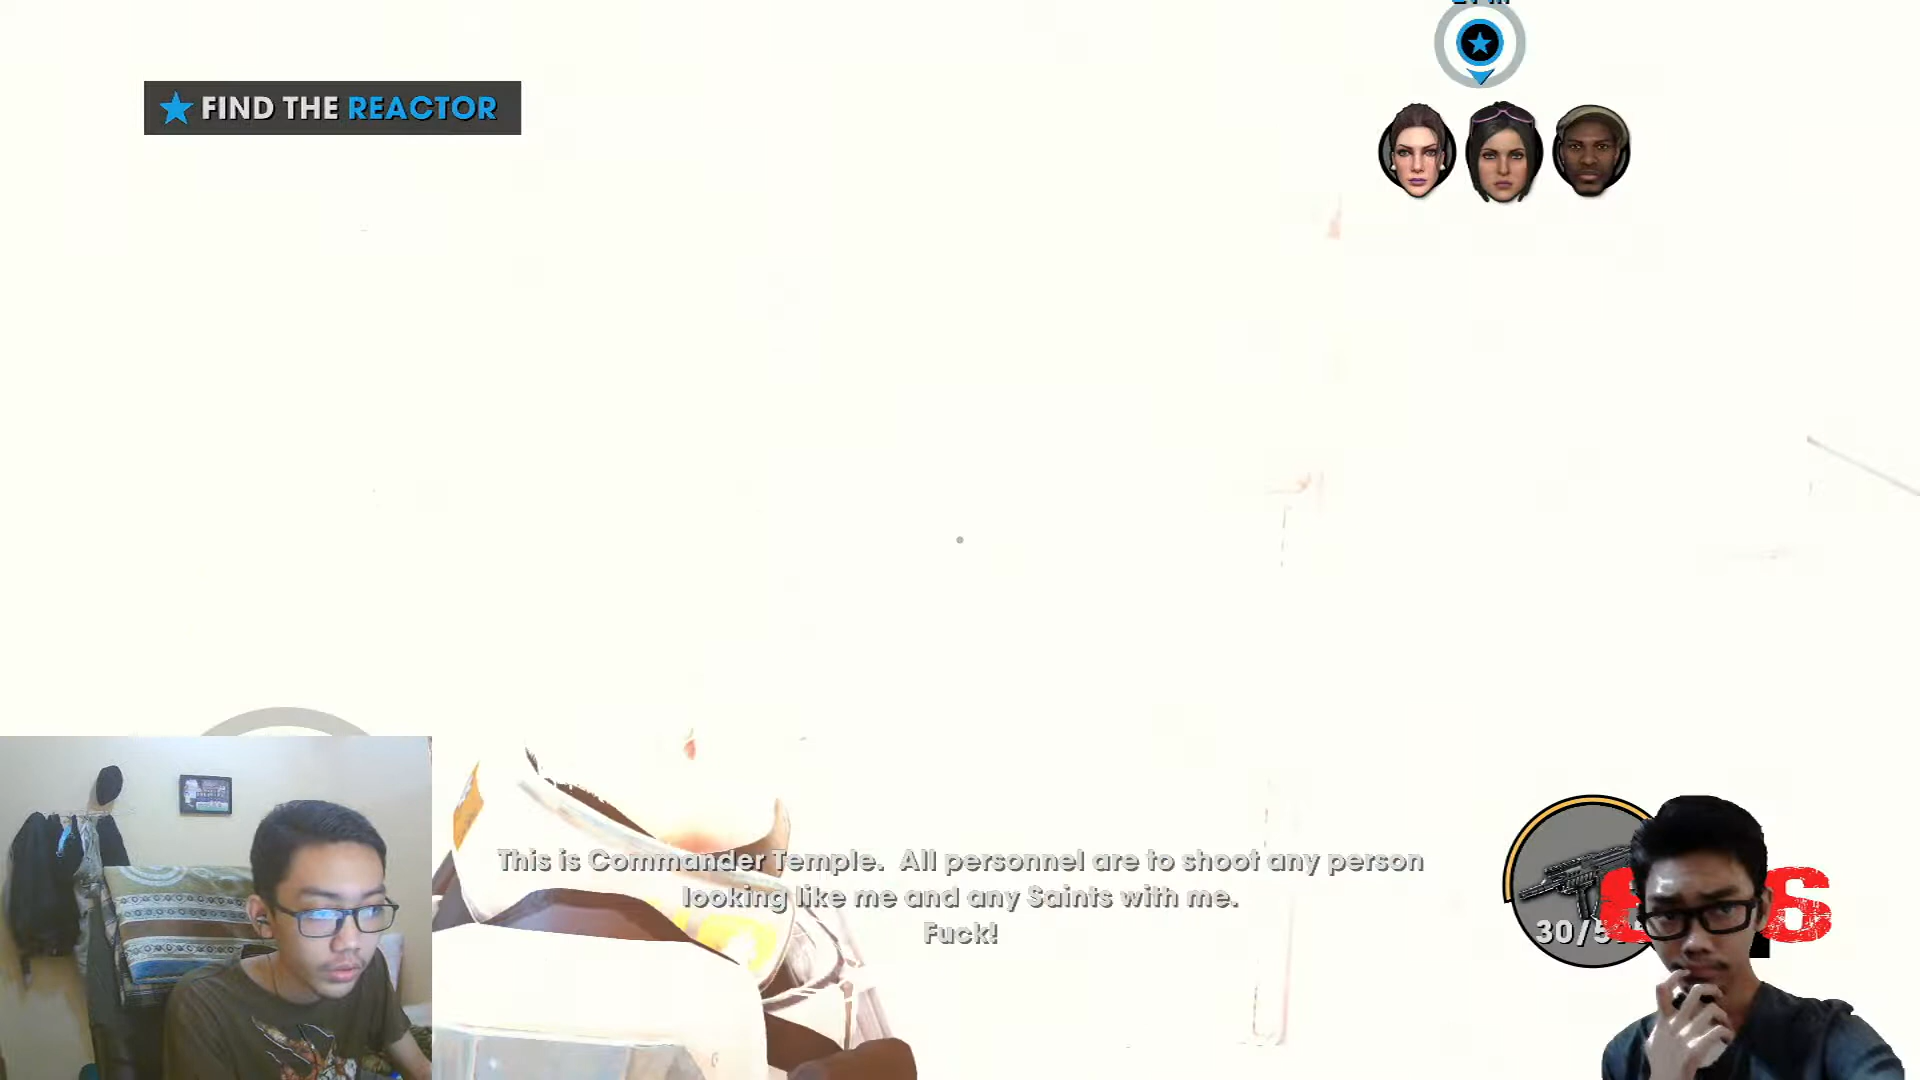 FIND THE REACTOR
This is Commander Temple. All personnel are to shoot any person
looking like me and any Saints with me.
Fuck!